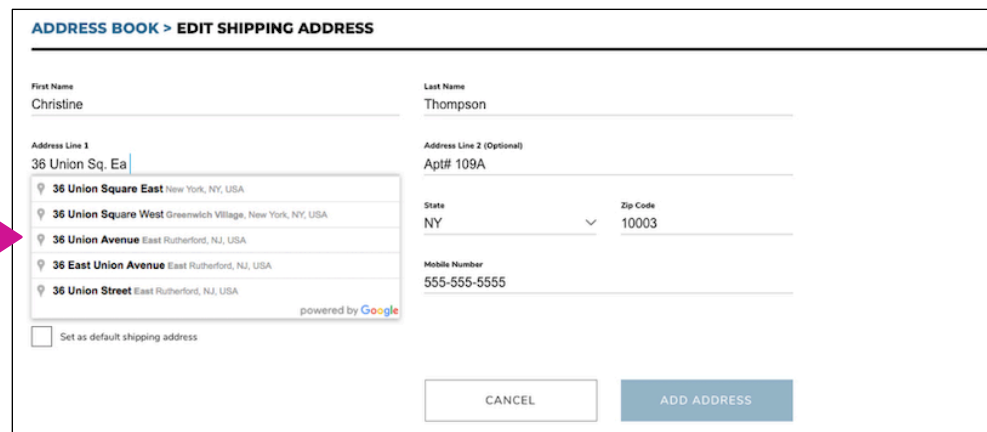 ADDRESS BOOK > EDIT SHIPPING ADDRESS
First Name
Christine
Last Name
Thompson
Address Line 1
36 Union Sq. Ea
Address Line 2 (Optional)
Apt# 109A
36 Union Square East New York, NY, USA
36 Union Square West Greenwich Village, New York, NY, USA
36 Union Avenue East Rutherford, NJ, USA
36 East Union Avenue East Rutherford, NJ, USA
36 Union Street East Rutherford, NJ, USA
powered by Google
State
NY
Zip Code
10003
Mobile Number
555-555-5555
Set as default shipping address
CANCEL
ADD ADDRESS